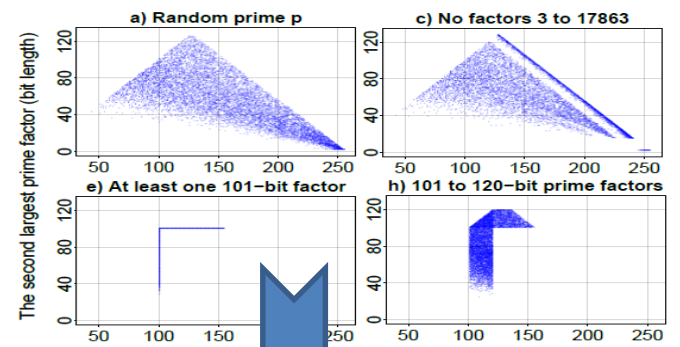 a) Random prime p
c) No factors 3 to 17863
The second largest prime factor (bit length)
0 40 80 120
50 100 150 200 250
0 40 80 120
50 100 150 200 250
e) At least one 101−bit factor
h) 101 to 120−bit prime factors
0 40 80 120
50 100 150 250
0 40 80 120
50 100 150 200 250